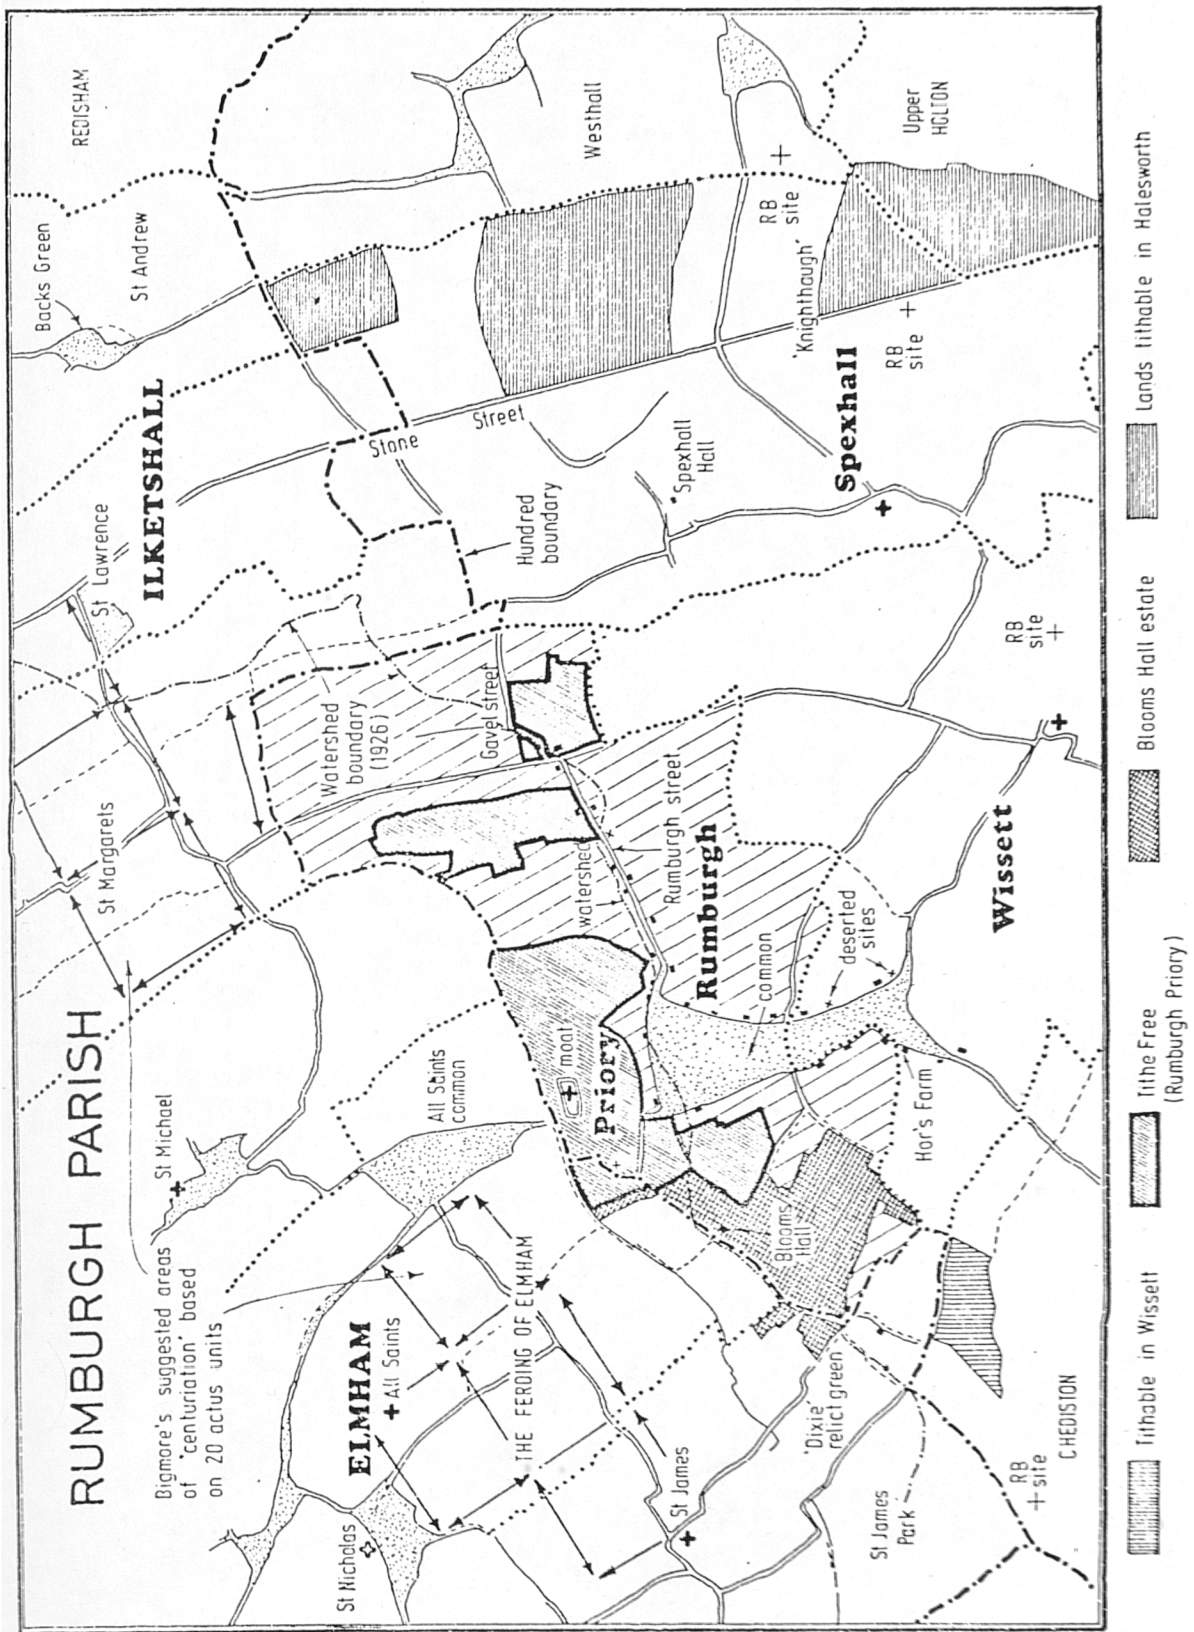 RUMBURGH PARISH
Bigmore's suggested areas
of 'centuriation' based
on 20 actus units
St Michael
St Margarets
St Lawrence
ILKETSHALL
Backs Green
St Andrew
REDISHAM
St Nicholas
ELMHAM
All Saints
All Saints
common
Watershed
boundary
(1926)
Stone
Street
Hundred
boundary
Westhall
THE FERDING OF ELMHAM
Priory
moat
Gavel street
watershed
Rumburgh street
Rumburgh
common
deserted
sites
Spexhall
Hall
Spexhall
'Knighthaugh'
RB
site
RB
site
Upper
HOLTON
St James
Blooms
Hall
Hor's Farm
'Dixie'
relict green
St James
Park
RB
site
CHEDISTON
Wissett
RB
site
Tithable in Wissett
Tithe Free
(Rumburgh Priory)
Blooms Hall estate
Lands tithable in Halesworth